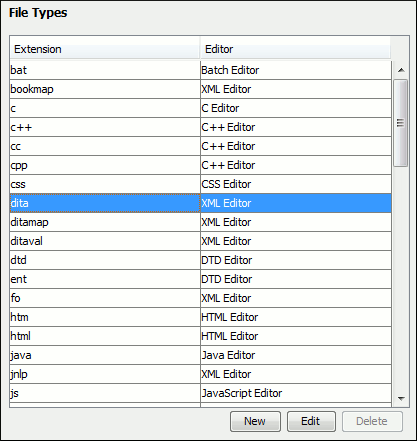 File Types
Extension Editor
bat Batch Editor
bookmap XML Editor
c C Editor
c++ C++ Editor
cc C++ Editor
cpp C++ Editor
css CSS Editor
dita XML Editor
ditamap XML Editor
ditaval XML Editor
dtd DTD Editor
ent DTD Editor
fo XML Editor
htm HTML Editor
html HTML Editor
java Java Editor
jnlp XML Editor
js JavaScript Editor
New Edit Delete